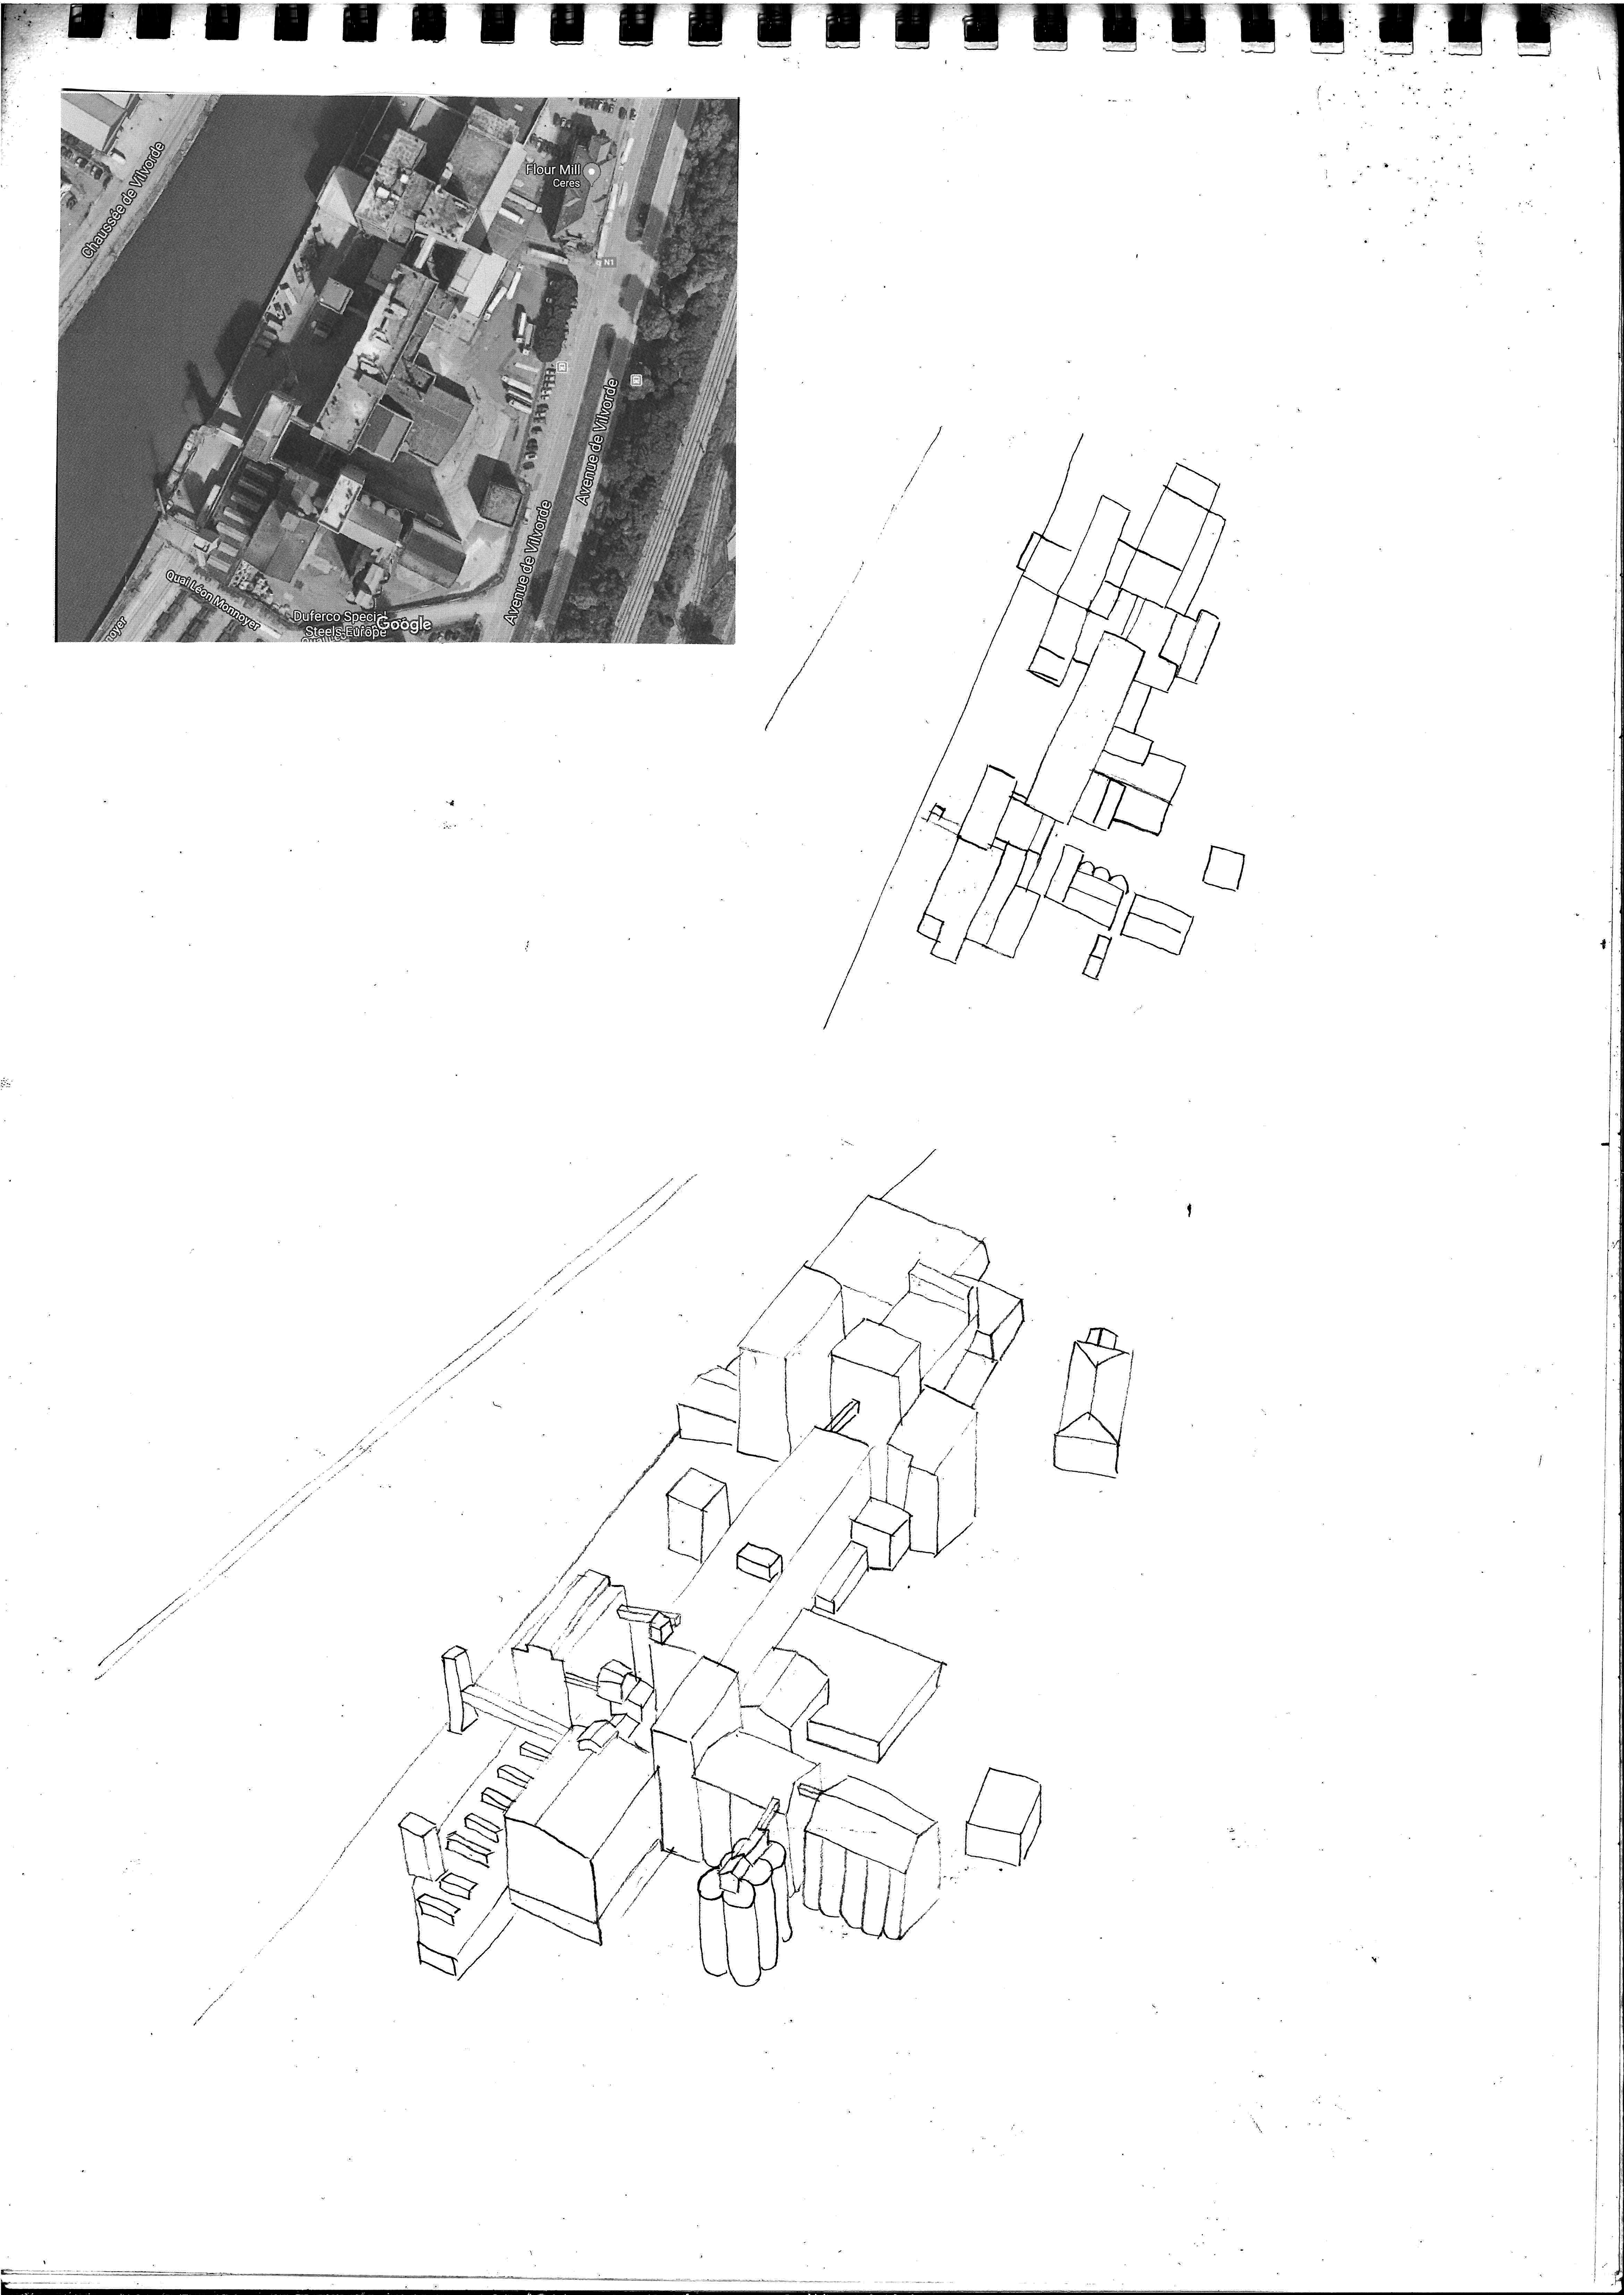 Chaussée de Vilvorde
Flour Mill
Ceres
N1
Avenue de Vilvorde
Avenue de Vilvorde
Quai Léon Monnoyer
Duferco Special
Steels Europe
Google
noyer